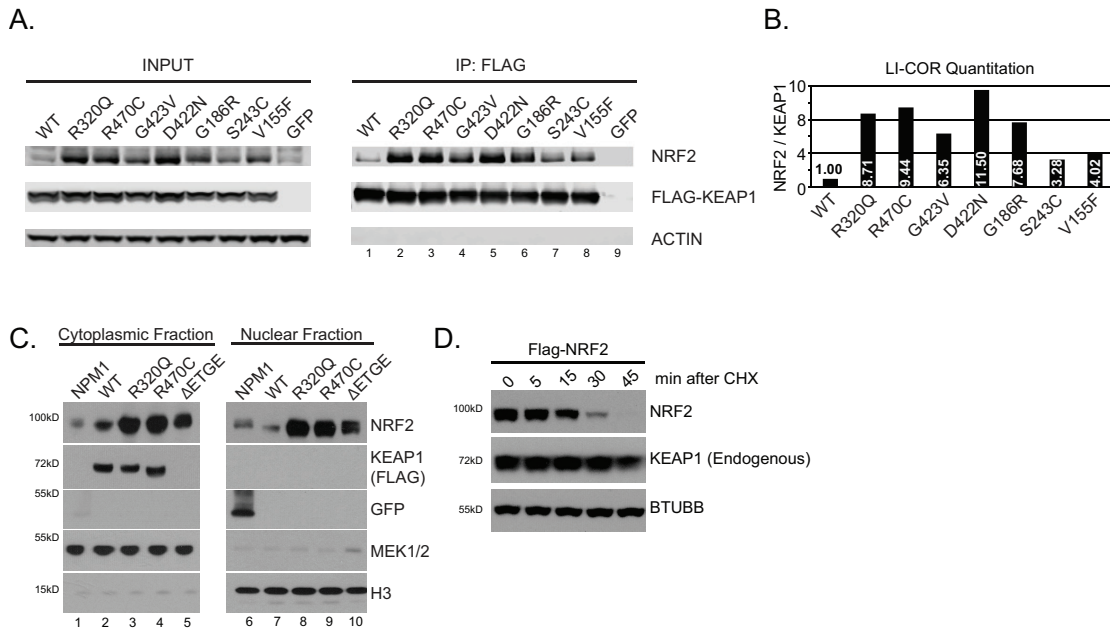 A.
INPUT
IP: FLAG
WT R320Q R470C G423V D422N G186R S243C V155F GFP
WT R320Q R470C G423V D422N G186R S243C V155F GFP
NRF2
FLAG-KEAP1
ACTIN
1 2 3 4 5 6 7 8 9
B.
LI-COR Quantitation
NRF2 / KEAP1
10
8
4
0
1.00 8.71 9.44 6.35 11.50 7.68 3.28 4.02
WT R320Q R470C G423V D422N G186R S243C V155F
C.
Cytoplasmic Fraction
Nuclear Fraction
NPM1 WT R320Q R470C ΔETGE
NPM1 WT R320Q R470C ΔETGE
100kD
NRF2
72kD
KEAP1
(FLAG)
55kD
GFP
55kD
MEK1/2
15kD
H3
1 2 3 4 5
6 7 8 9 10
D.
Flag-NRF2
0 5 15 30 45 min after CHX
100kD
NRF2
72kD
KEAP1 (Endogenous)
55kD
BTUBB